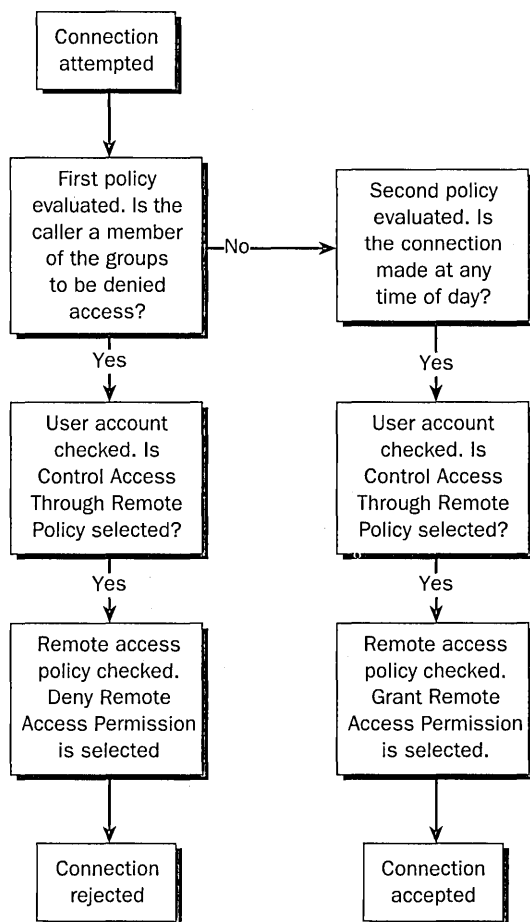 Connection
attempted
First policy
evaluated. Is the
caller a member
of the groups
to be denied
access?
No
Second policy
evaluated. Is
the connection
made at any
time of day?
Yes
Yes
User account
checked. Is
Control Access
Through Remote
Policy selected?
User account
checked. Is
Control Access
Through Remote
Policy selected?
Yes
Yes
Remote access
policy checked.
Deny Remote
Access Permission
is selected
Remote access
policy checked.
Grant Remote
Access Permission
is selected.
Connection
rejected
Connection
accepted